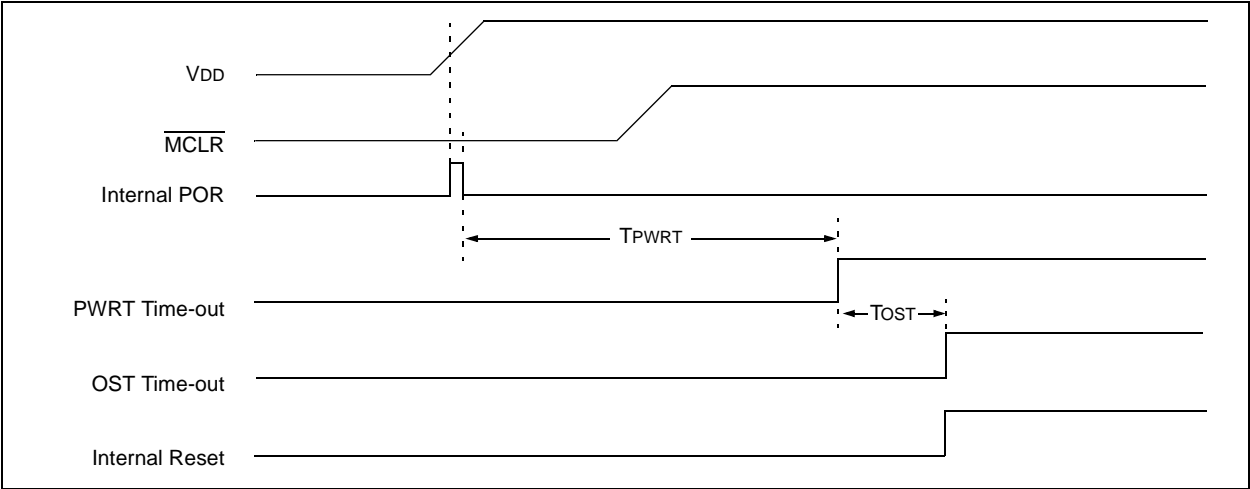 VDD
MCLR
Internal POR
TPWRT
PWRT Time-out
TOST
OST Time-out
Internal Reset